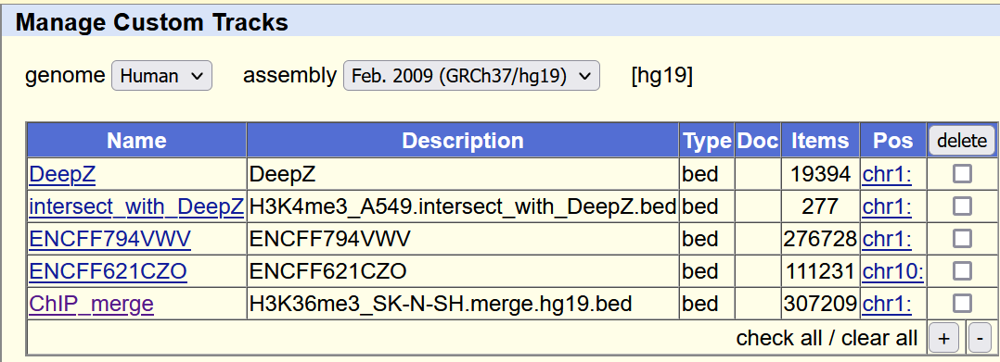 Manage Custom Tracks
genome Human assembly Feb. 2009 (GRCh37/hg19) [hg19]
Name Description Type Doc Items Pos delete
DeepZ DeepZ bed 19394 chr1:
intersect_with_DeepZ H3K4me3_A549.intersect_with_DeepZ.bed bed 277 chr1:
ENCFF794VWV ENCFF794VWV bed 276728 chr1:
ENCFF621CZO ENCFF621CZO bed 111231 chr10:
ChIP_merge H3K36me3_SK-N-SH.merge.hg19.bed bed 307209 chr1:
check all / clear all + -